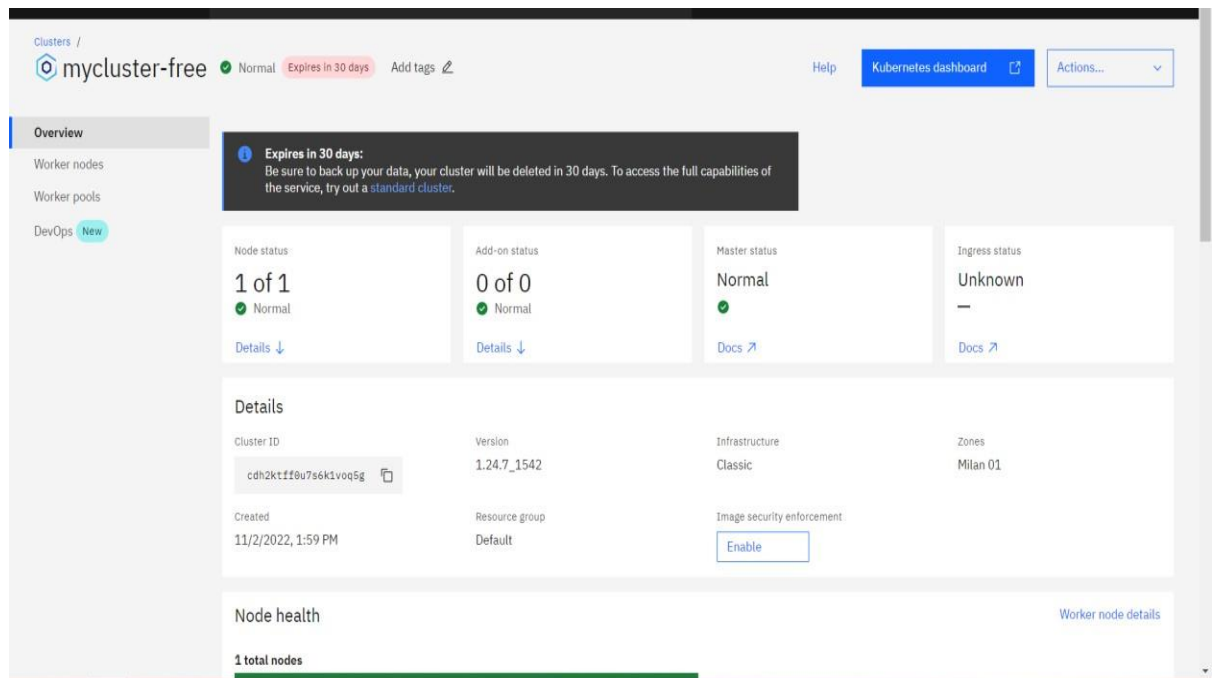 Clusters /
mycluster-free Normal Expires in 30 days Add tags
Help Kubernetes dashboard Actions...
Overview
Worker nodes
Worker pools
DevOps New
Expires in 30 days:
Be sure to back up your data, your cluster will be deleted in 30 days. To access the full capabilities of
the service, try out a standard cluster.
Node status
1 of 1
Normal
Details
Add-on status
0 of 0
Normal
Details
Master status
Normal
Docs
Ingress status
Unknown
—
Docs
Details
Cluster ID
cdh2ktff0u7s6k1voq5g
Version
1.24.7_1542
Infrastructure
Classic
Zones
Milan 01
Created
11/2/2022, 1:59 PM
Resource group
Default
Image security enforcement
Enable
Node health
Worker node details
1 total nodes